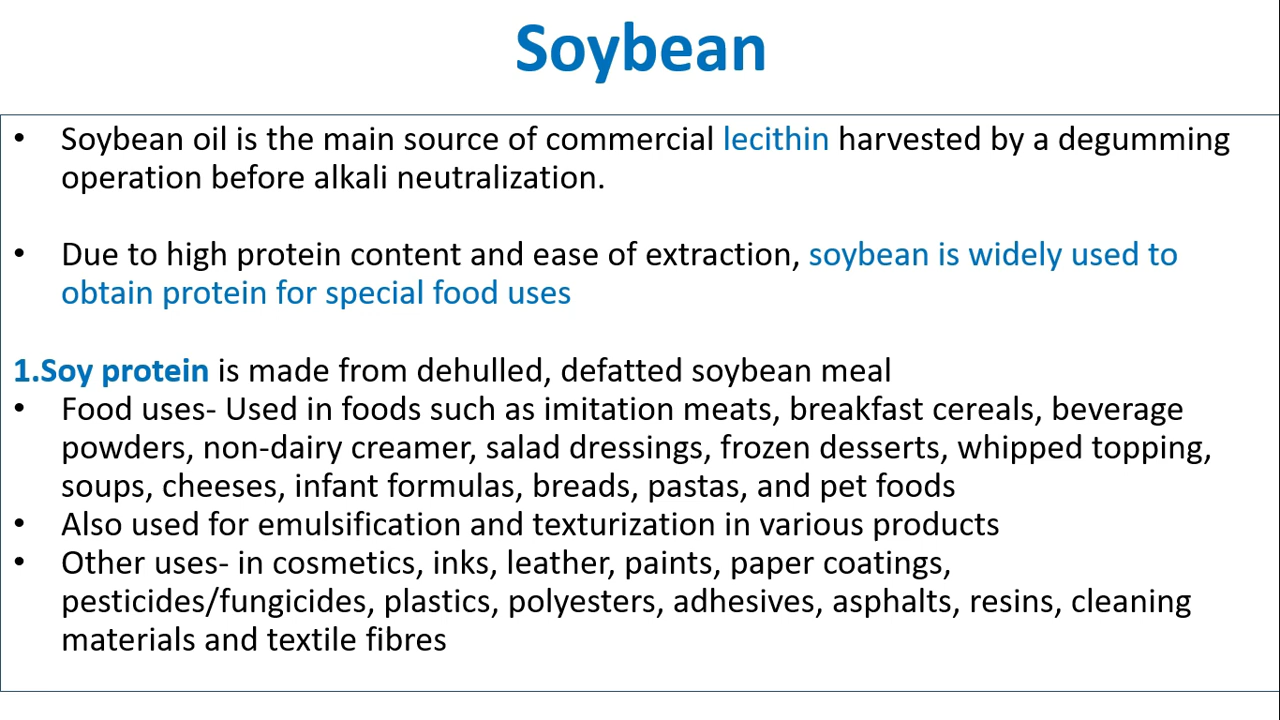 Soybean
• Soybean oil is the main source of commercial lecithin harvested by a degumming
operation before alkali neutralization.
• Due to high protein content and ease of extraction, soybean is widely used to
obtain protein for special food uses
1.Soy protein is made from dehulled, defatted soybean meal
• Food uses- Used in foods such as imitation meats, breakfast cereals, beverage
powders, non-dairy creamer, salad dressings, frozen desserts, whipped topping,
soups, cheeses, infant formulas, breads, pastas, and pet foods
• Also used for emulsification and texturization in various products
• Other uses- in cosmetics, inks, leather, paints, paper coatings,
pesticides/fungicides, plastics, polyesters, adhesives, asphalts, resins, cleaning
materials and textile fibres